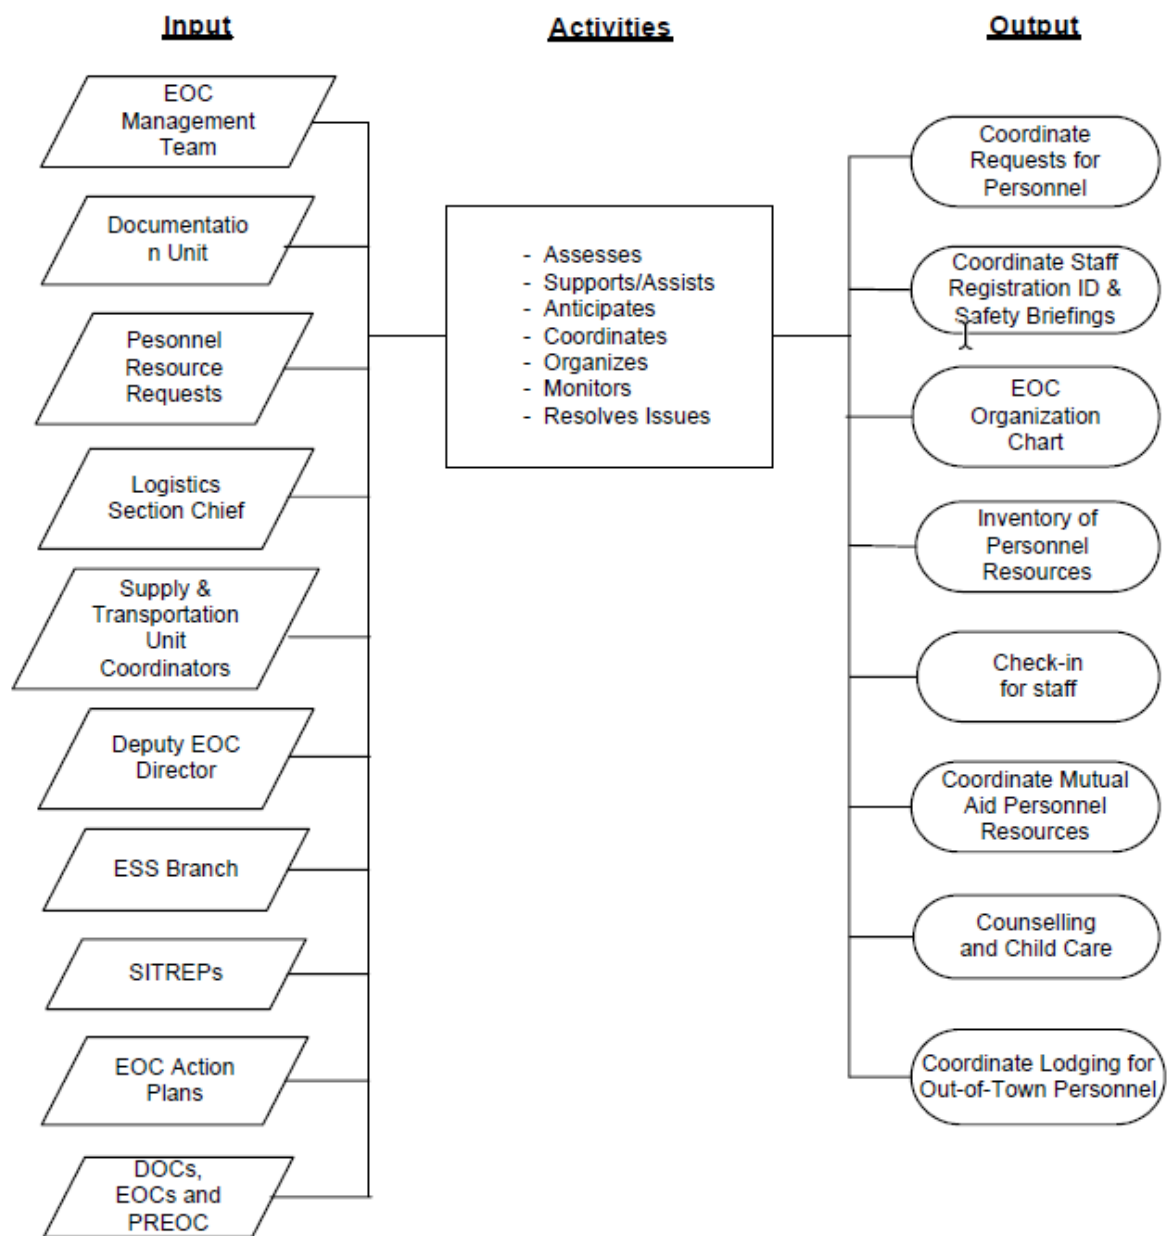 Input
Activities
Output
EOC
Management
Team
Documentatio
n Unit
Pesonnel
Resource
Requests
Logistics
Section Chief
Supply &
Transportation
Unit
Coordinators
Deputy EOC
Director
ESS Branch
SITREPs
EOC Action
Plans
DOCs,
EOCs and
PREOC
- Assesses
- Supports/Assists
- Anticipates
- Coordinates
- Organizes
- Monitors
- Resolves Issues
Coordinate
Requests for
Personnel
Coordinate Staff
Registration ID &
Safety Briefings
EOC
Organization
Chart
Inventory of
Personnel
Resources
Check-in
for staff
Coordinate Mutual
Aid Personnel
Resources
Counselling
and Child Care
Coordinate Lodging for
Out-of-Town Personnel